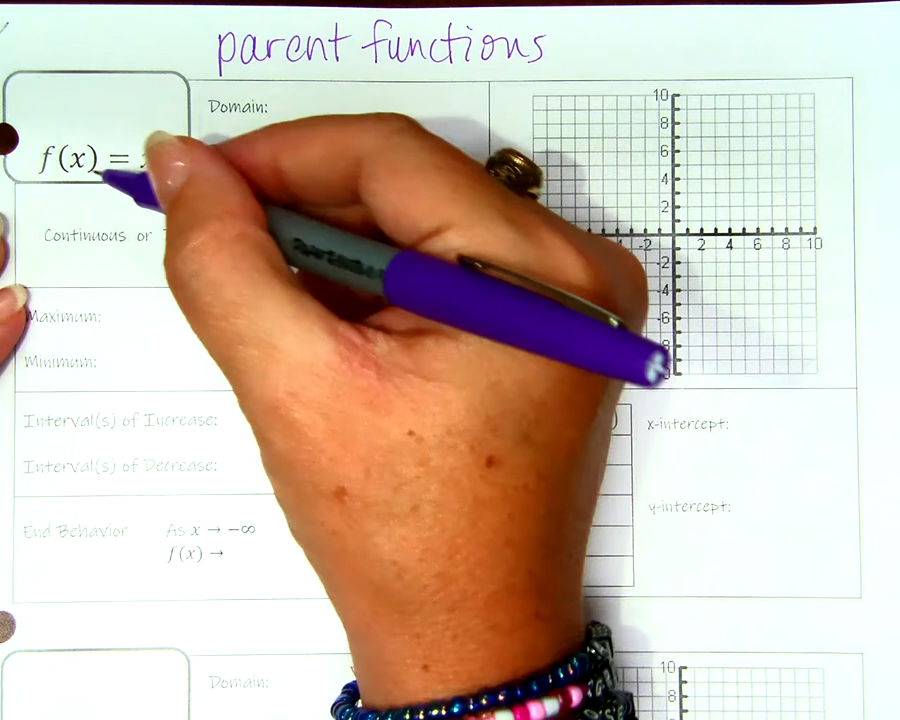 parent functions
Domain:
f(x) =
Continuous or
Maximum:
Minimum:
Interval(s) of Increase:
Interval(s) of Decrease:
End Behavior As x → −∞
f(x) →
10
8
6
4
2
-2 2 4 6 8 10
-2
-4
-6
x-intercept:
y-intercept:
Domain:
10
8